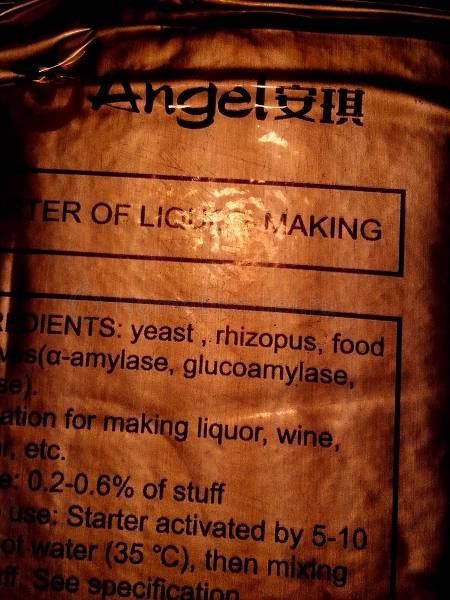 Angel安琪
TER OF LIQUOR MAKING
REDIENTS: yeast , rhizopus, food
ves(α-amylase, glucoamylase,
se).
ation for making liquor, wine,
r, etc.
e: 0.2-0.6% of stuff
use: Starter activated by 5-10
ot water (35 °C), then mixing
ff. See specification